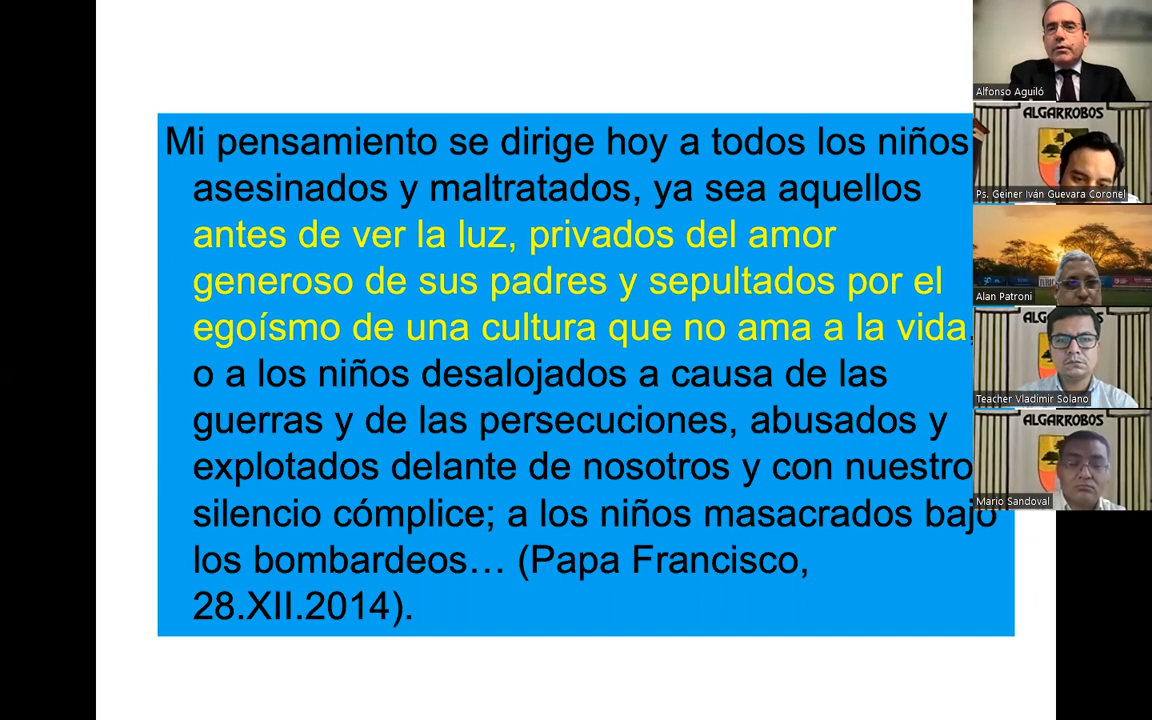 Mi pensamiento se dirige hoy a todos los niños
asesinados y maltratados, ya sea aquellos
antes de ver la luz, privados del amor
generoso de sus padres y sepultados por el
egoísmo de una cultura que no ama a la vida,
o a los niños desalojados a causa de las
guerras y de las persecuciones, abusados y
explotados delante de nosotros y con nuestro
silencio cómplice; a los niños masacrados bajo
los bombardeos… (Papa Francisco,
28.XII.2014).
Alfonso Aguiló
ALGARROBOS
Ps. Geiner Iván Guevara Coronel
Alan Patroni
Teacher Vladimir Solano
ALGARROBOS
Mario Sandoval